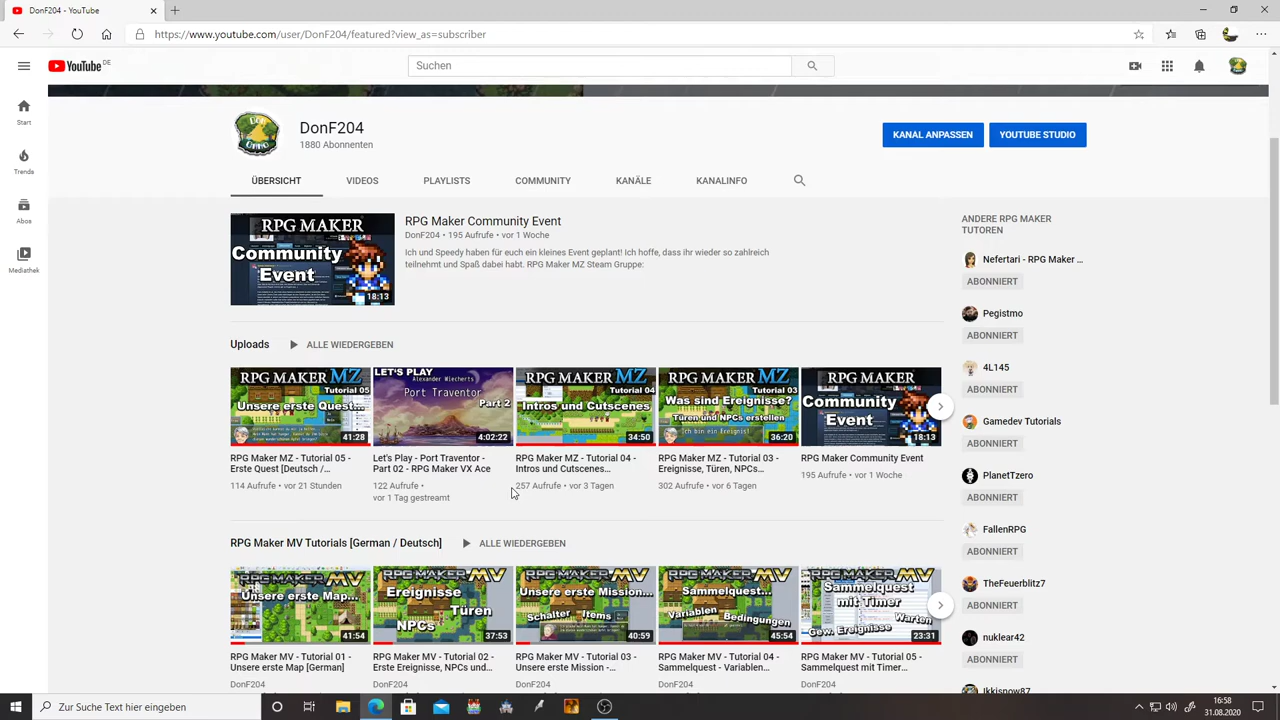 DonF204 - YouTube
https://www.youtube.com/user/DonF204/featured?view_as=subscriber
YouTube DE
Suchen
Start
Trends
Abos
Mediathek
DonF204
1880 Abonnenten
KANAL ANPASSEN
YOUTUBE STUDIO
ÜBERSICHT
VIDEOS
PLAYLISTS
COMMUNITY
KANÄLE
KANALINFO
RPG MAKER
Community
Event
18:13
RPG Maker Community Event
DonF204 • 195 Aufrufe • vor 1 Woche
Ich und Speedy haben für euch ein kleines Event geplant! Ich hoffe, dass ihr wieder so zahlreich
teilnehmt und Spaß dabei habt. RPG Maker MZ Steam Gruppe:
Uploads
ALLE WIEDERGEBEN
RPG MAKER MZ
Tutorial 05
Unsere erste Quest...
41:28
RPG Maker MZ - Tutorial 05 -
Erste Quest [Deutsch /...
114 Aufrufe • vor 21 Stunden
LET'S PLAY
Alexander Wiecherts
Port Traventor
Part 2
4:02:22
Let's Play - Port Traventor -
Part 02 - RPG Maker VX Ace
122 Aufrufe •
vor 1 Tag gestreamt
RPG MAKER MZ
Tutorial 04
Intros und Cutscenes
34:50
RPG Maker MZ - Tutorial 04 -
Intros und Cutscenes...
257 Aufrufe • vor 3 Tagen
RPG MAKER MZ
Tutorial 03
Was sind Ereignisse?
Türen und NPCs erstellen
Ich bin ein Ereignis!
36:20
RPG Maker MZ - Tutorial 03 -
Ereignisse, Türen, NPCs...
302 Aufrufe • vor 6 Tagen
RPG MAKER
Community
Event
18:13
RPG Maker Community Event
195 Aufrufe • vor 1 Woche
RPG Maker MV Tutorials [German / Deutsch]
ALLE WIEDERGEBEN
RPG MAKER MV
Unsere erste Map...
41:54
RPG Maker MV - Tutorial 01 -
Unsere erste Map [German]
DonF204
RPG MAKER MV
Ereignisse
Türen
NPCs
37:53
RPG Maker MV - Tutorial 02 -
Erste Ereignisse, NPCs und...
DonF204
RPG MAKER MV
Unsere erste Mission...
Schalter
Items
40:59
RPG Maker MV - Tutorial 03 -
Unsere erste Mission -...
DonF204
RPG MAKER MV
Sammelquest...
Variablen
Bedingungen
45:54
RPG Maker MV - Tutorial 04 -
Sammelquest - Variablen...
DonF204
RPG MAKER MV
Sammelquest
mit Timer
Warten
Gew. Ereignisse
23:31
RPG Maker MV - Tutorial 05 -
Sammelquest mit Timer...
DonF204
ANDERE RPG MAKER
TUTOREN
Nefertari - RPG Maker ...
ABONNIERT
Pegistmo
ABONNIERT
4L145
ABONNIERT
Gamedev Tutorials
ABONNIERT
PlanetTzero
ABONNIERT
FallenRPG
ABONNIERT
TheFeuerblitz7
ABONNIERT
nuklear42
ABONNIERT
Ikkisnow87
Zur Suche Text hier eingeben
16:58
31.08.2020